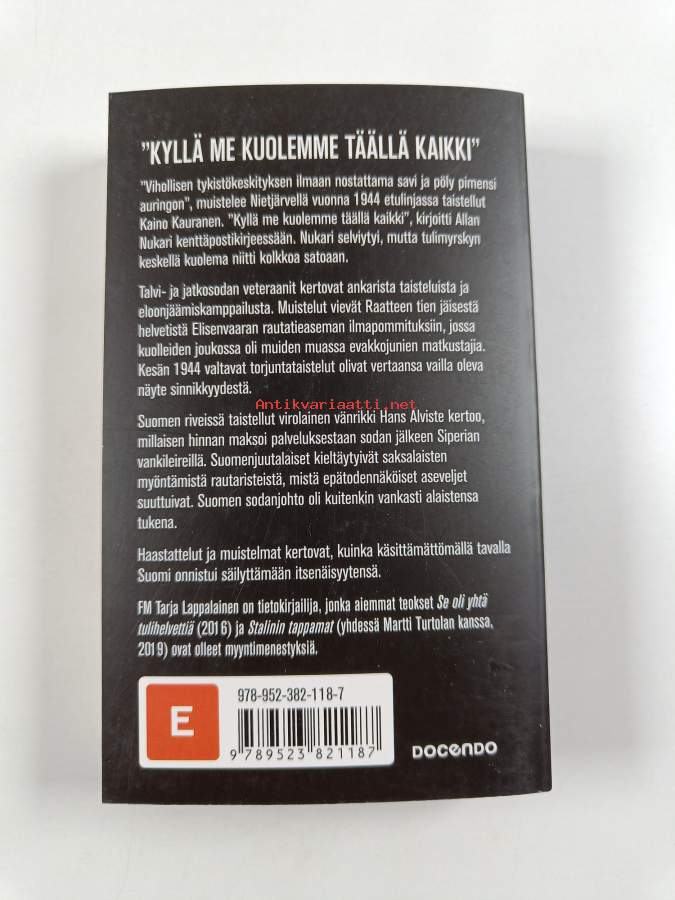 "KYLLÄ ME KUOLEMME TÄÄLLÄ KAIKKI"
"Vihollisen tykistökeskityksen ilmaan nostattama savi ja pöly pimensi
auringon", muistelee Nietjärvellä vuonna 1944 etulinjassa taistellut
Kaino Kauranen. "Kyllä me kuolemme täällä kaikki", kirjoitti Allan
Nukari kenttäpostikirjeessään. Nukari selviytyi, mutta tulimyrskyn
keskellä kuolema niitti kolkkoa satoaan.
Talvi- ja jatkosodan veteraanit kertovat ankarista taisteluista ja
eloonjäämiskamppailusta. Muistelut vievät Raatteen tien jäisestä
helvetistä Elisenvaaran rautatieaseman ilmapommituksiin, jossa
kuolleiden joukossa oli muiden muassa evakkojunien matkustajia.
Kesän 1944 valtavat torjuntataistelut olivat vertaansa vailla oleva
näyte sinnikkyydestä.
Antikvariaatti.net
Suomen riveissä taistellut virolainen vänrikki Hans Alviste kertoo,
millaisen hinnan maksoi palveluksestaan sodan jälkeen Siperian
vankileireillä. Suomenjuutalaiset kieltäytyivät saksalaisten
myöntämistä rautaristeistä, mistä epätodennäköiset aseveljet
suuttuivat. Suomen sodanjohto oli kuitenkin vankasti alaistensa
tukena.
Haastattelut ja muistelmat kertovat, kuinka käsittämättömällä tavalla
Suomi onnistui säilyttämään itsenäisyytensä.
FM Tarja Lappalainen on tietokirjailija, jonka aiemmat teokset Se oli yhtä
tulihelvettiä (2016) ja Stalinin tappamat (yhdessä Martti Turtolan kanssa,
2019) ovat olleet myyntimenestyksiä.
E
978-952-382-118-7
9 789523 821187
DOCENDO